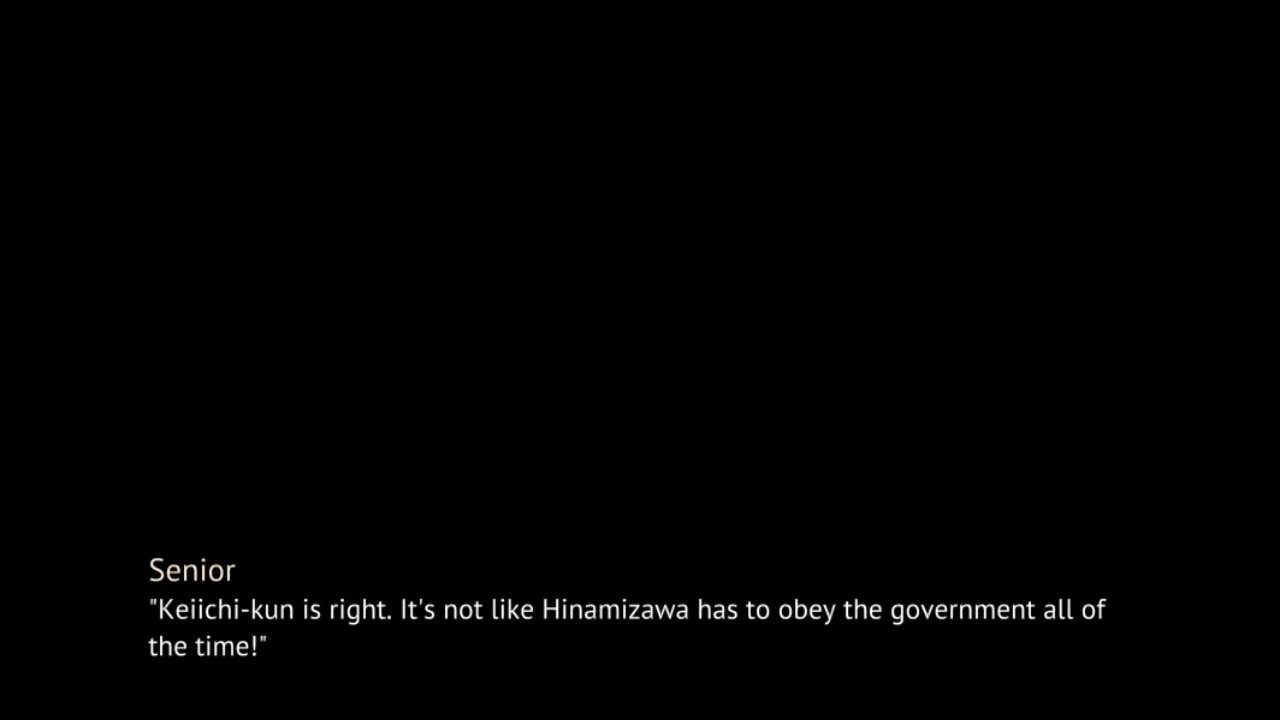 Senior
"Keiichi-kun is right. It's not like Hinamizawa has to obey the government all of
the time!"